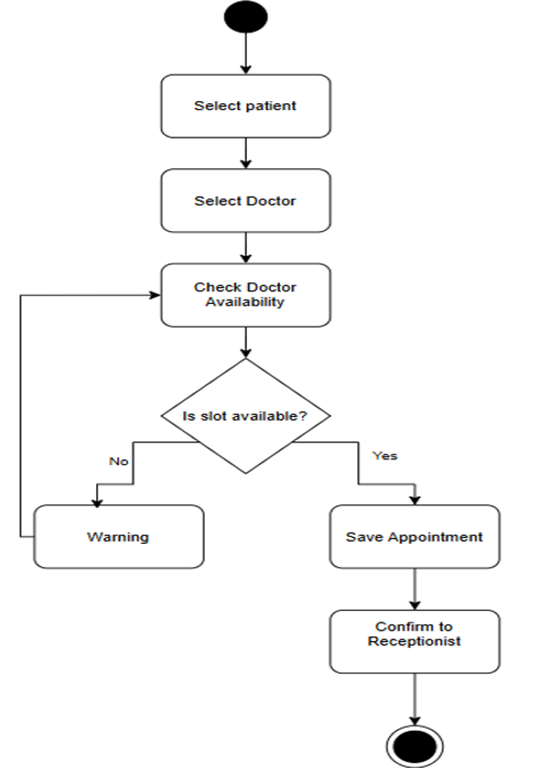 Select patient
Select Doctor
Check Doctor
Availability
Is slot available?
No
Yes
Warning
Save Appointment
Confirm to
Receptionist